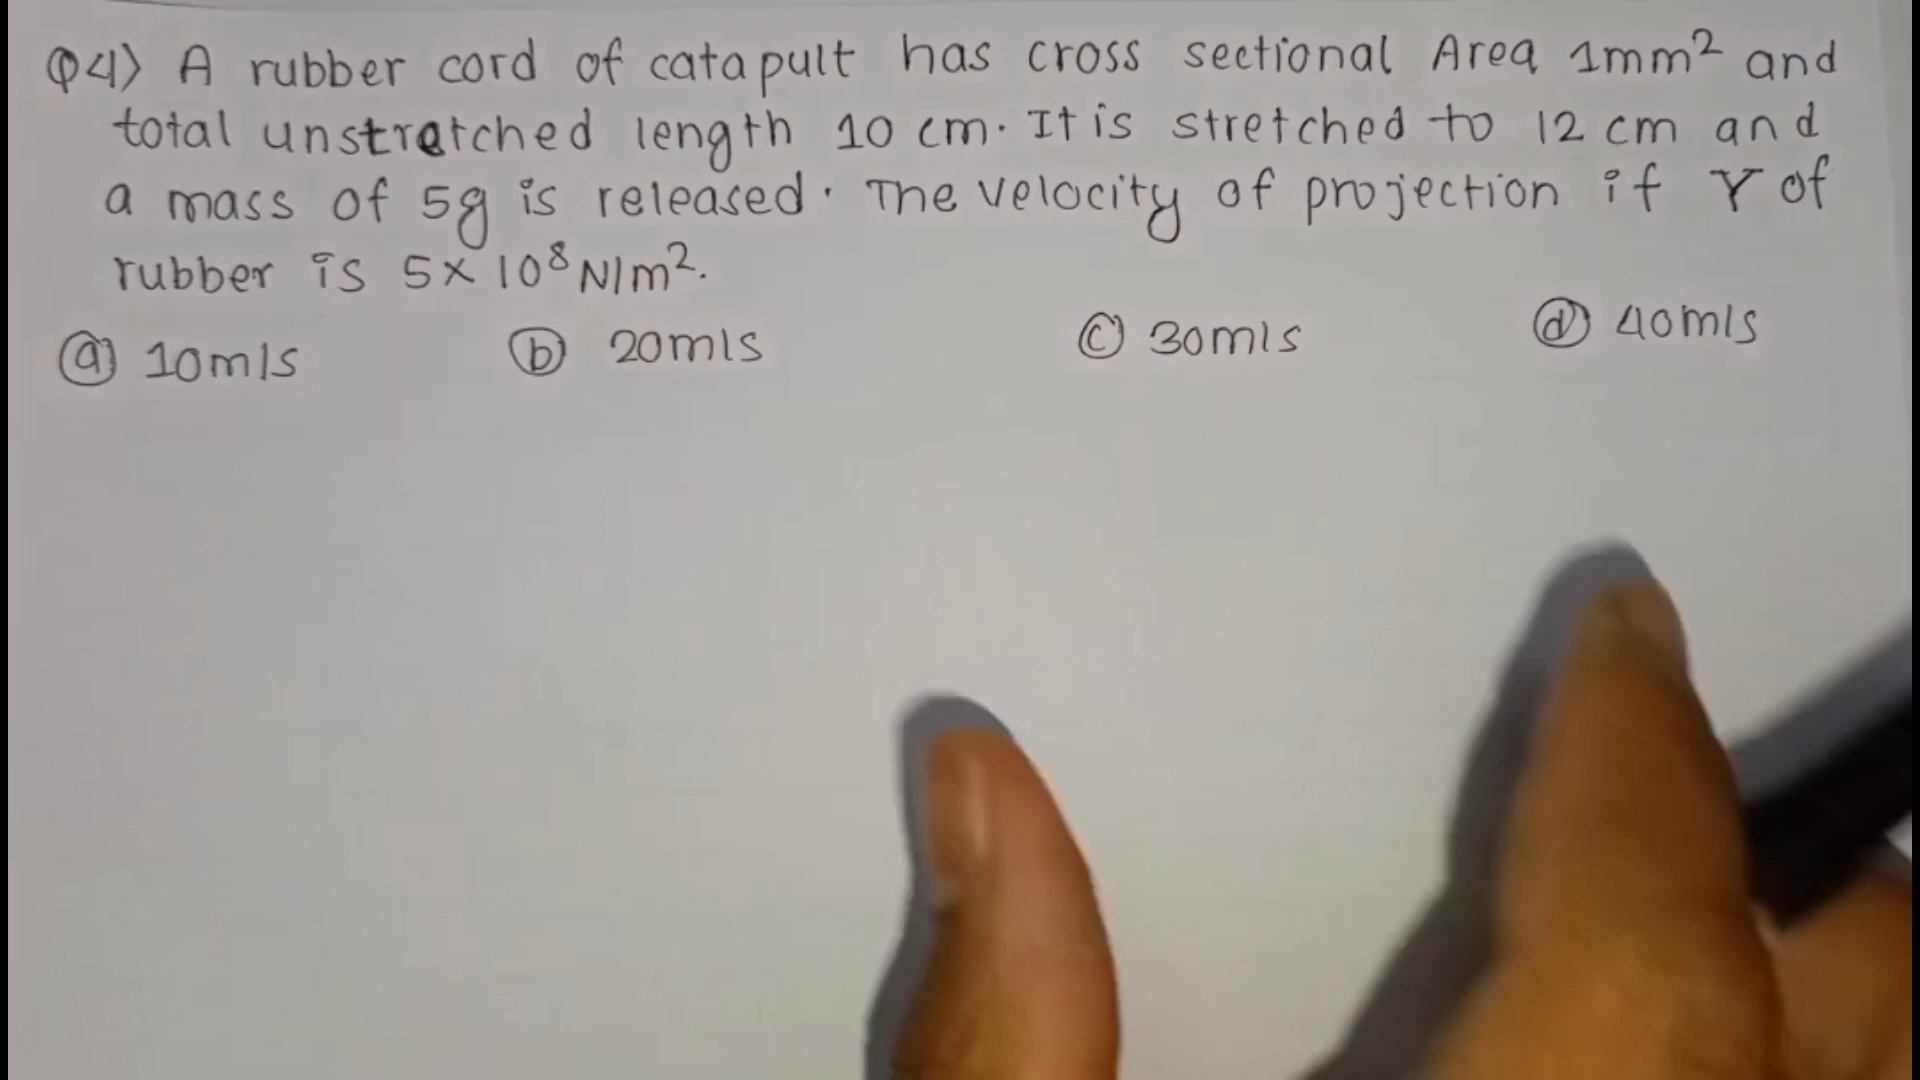 Q4) A rubber cord of catapult has cross sectional Area 1mm² and
total unstretched length 10 cm. It is stretched to 12 cm and
a mass of 5g is released. The velocity of projection if Y of
rubber is 5×10⁸ N/m².
(a) 10m/s (b) 20m/s (c) 30m/s (d) 40m/s